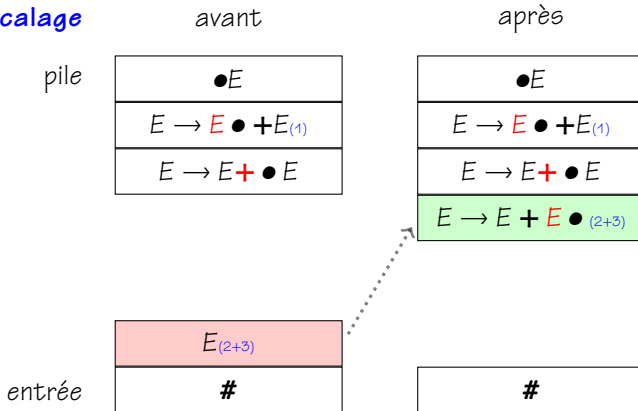 calage avant après
pile ●E ●E
E → E ● +E(1) E → E ● +E(1)
E → E+ ● E E → E+ ● E
E → E + E ● (2+3)
E(2+3)
entrée # #